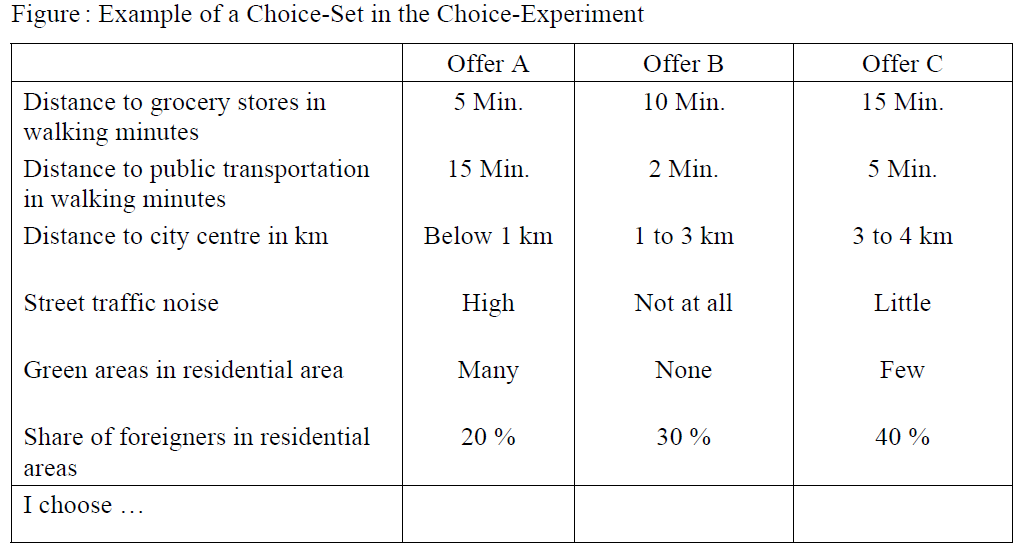 Figure : Example of a Choice-Set in the Choice-Experiment
Offer A Offer B Offer C
Distance to grocery stores in 5 Min. 10 Min. 15 Min.
walking minutes
Distance to public transportation 15 Min. 2 Min. 5 Min.
in walking minutes
Distance to city centre in km Below 1 km 1 to 3 km 3 to 4 km
Street traffic noise High Not at all Little
Green areas in residential area Many None Few
Share of foreigners in residential 20 % 30 % 40 %
areas
I choose …